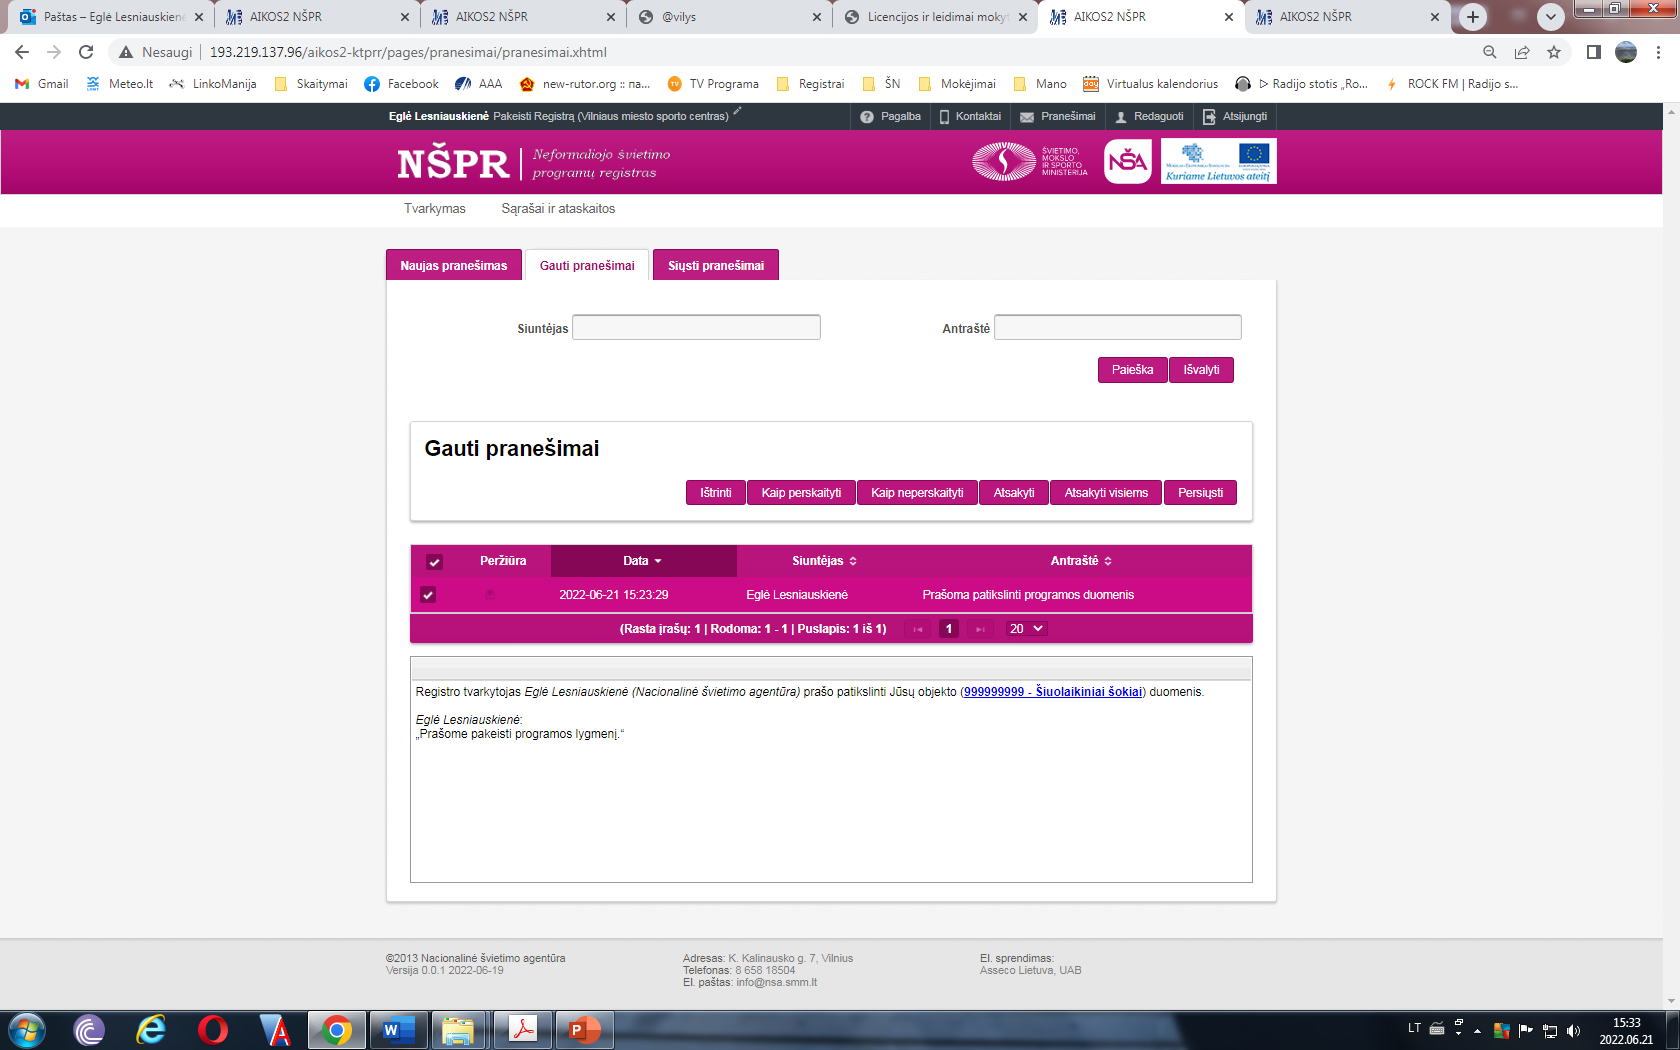 Paštas – Eglė Lesniauskienė
AIKOS2 NŠPR
AIKOS2 NŠPR
@vilys
Licencijos ir leidimai moky
AIKOS2 NŠPR
AIKOS2 NŠPR
Nesaugi
193.219.137.96/aikos2-ktprr/pages/pranesimai/pranesimai.xhtml
Gmail
Meteo.lt
LinkoManija
Skaitymai
Facebook
AAA
new-rutor.org :: па...
TV Programa
Registrai
ŠN
Mokėjimai
Mano
Virtualus kalendorius
▷ Radijo stotis „Ro...
ROCK FM | Radijo s...
Eglė Lesniauskienė Pakeisti Registrą (Vilniaus miesto sporto centras)
Pagalba
Kontaktai
Pranešimai
Redaguoti
Atsijungti
NŠPR
Neformaliojo švietimo
programų registras
ŠVIETIMO,
MOKSLO
IR SPORTO
MINISTERIJA
NŠA
Kuriame Lietuvos ateitį
Tvarkymas
Sąrašai ir ataskaitos
Naujas pranešimas
Gauti pranešimai
Siųsti pranešimai
Siuntėjas
Antraštė
Paieška
Išvalyti
Gauti pranešimai
Ištrinti
Kaip perskaityti
Kaip neperskaityti
Atsakyti
Atsakyti visiems
Persiųsti
Peržiūra
Data
Siuntėjas
Antraštė
2022-06-21 15:23:29
Eglė Lesniauskienė
Prašoma patikslinti programos duomenis
(Rasta įrašų: 1 | Rodoma: 1 - 1 | Puslapis: 1 iš 1)
1
20
Registro tvarkytojas Eglė Lesniauskienė (Nacionalinė švietimo agentūra) prašo patikslinti Jūsų objekto (999999999 - Šiuolaikiniai šokiai) duomenis.
Eglė Lesniauskienė:
„Prašome pakeisti programos lygmenį.“
©2013 Nacionalinė švietimo agentūra
Versija 0.0.1 2022-06-19
Adresas: K. Kalinausko g. 7, Vilnius
Telefonas: 8 658 18504
El. paštas: info@nsa.smm.lt
El. sprendimas:
Asseco Lietuva, UAB
LT
15:33
2022.06.21